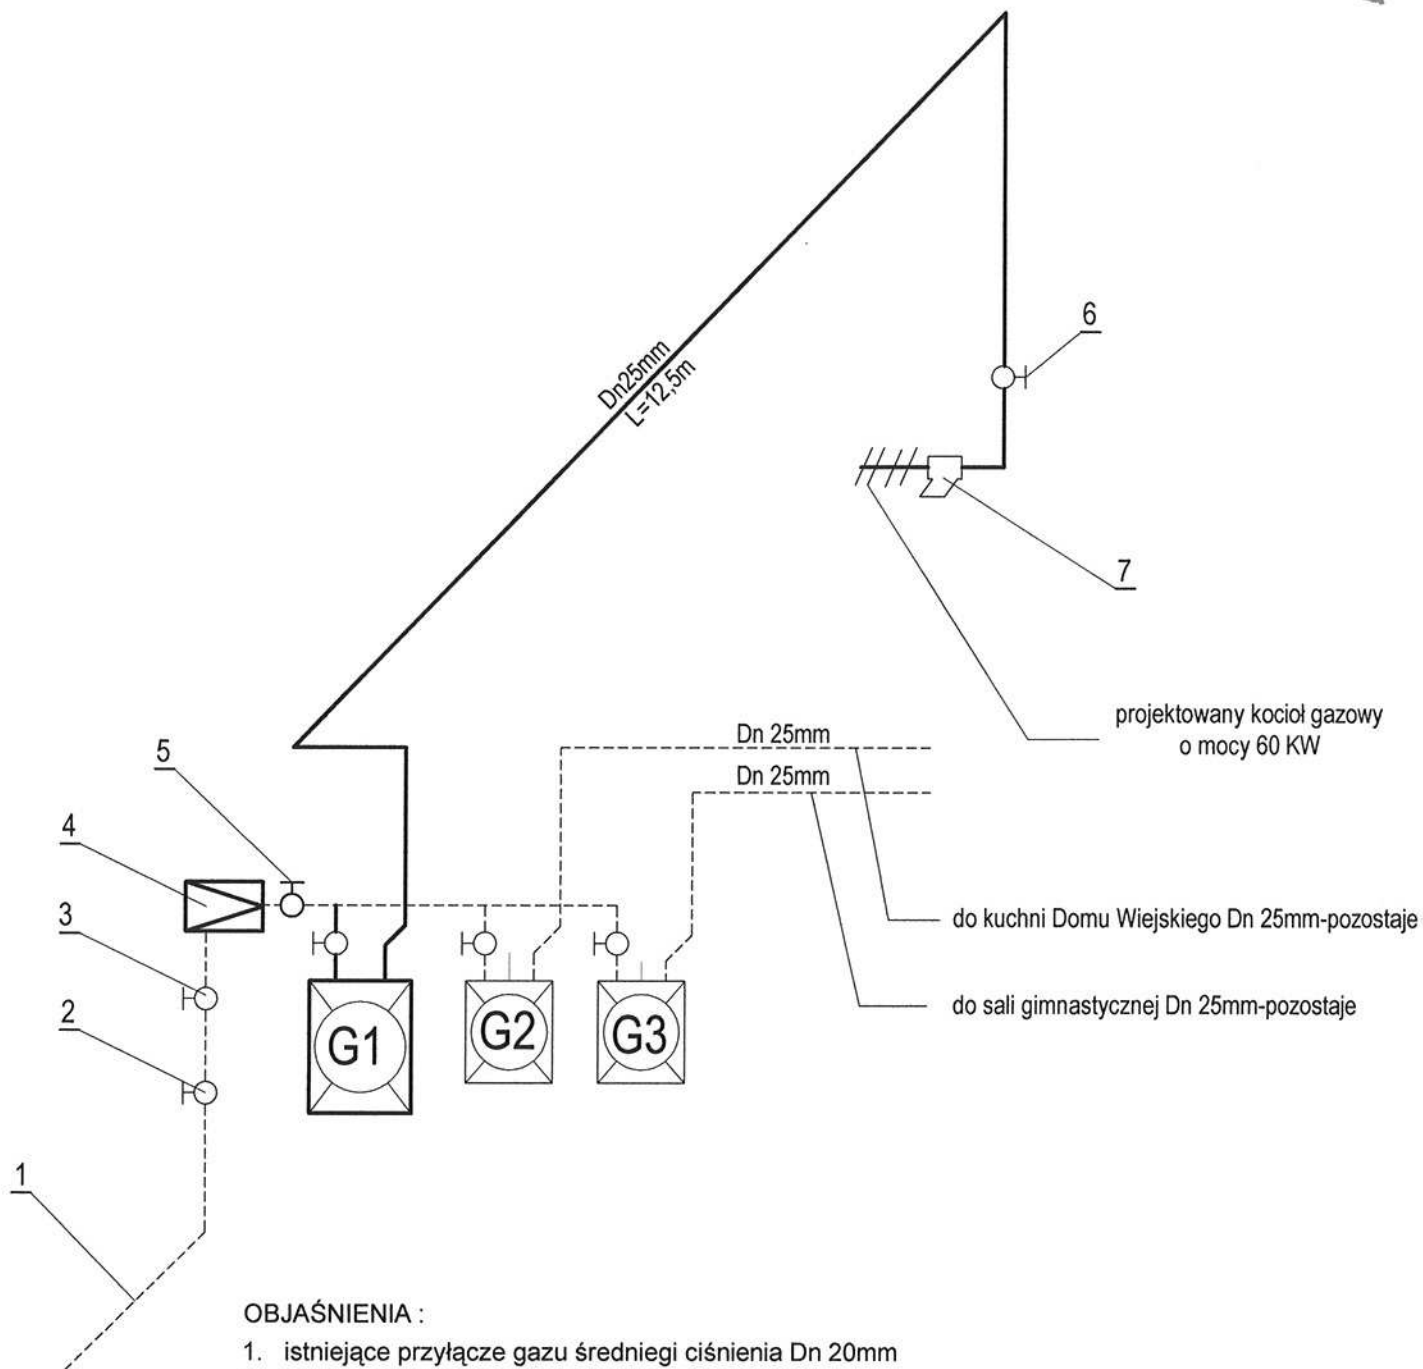 6
Dn25mm
L=12,5m
7
projektowany kocioł gazowy
o mocy 60 KW
Dn 25mm
5
Dn 25mm
4
3
do kuchni Domu Wiejskiego Dn 25mm-pozostaje
2
do sali gimnastycznej Dn 25mm-pozostaje
G1
G2
G3
1
OBJAŚNIENIA :
1. istniejące przyłącze gazu średniegi ciśnienia Dn 20mm